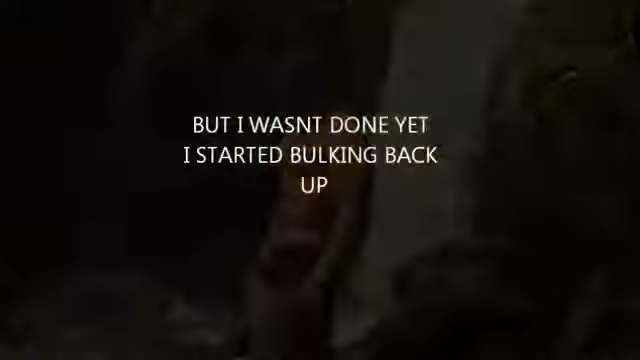 BUT I WASNT DONE YET
I STARTED BULKING BACK
UP